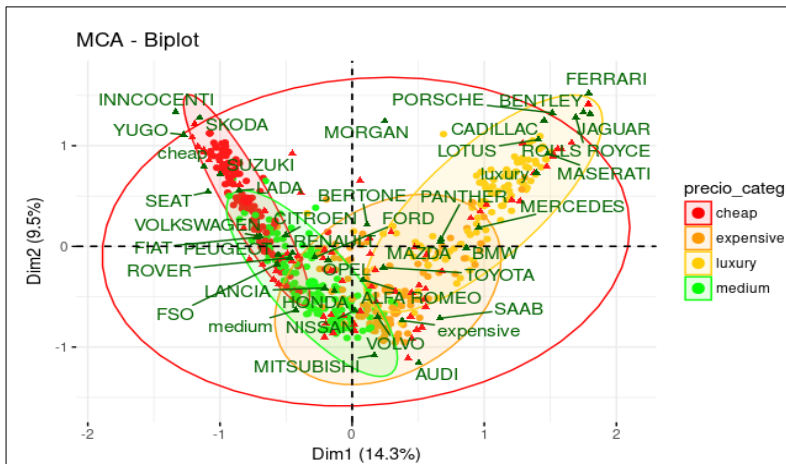 MCA - Biplot
FERRARI
INNCOCENTI
PORSCHE
BENTLEY
YUGO
SKODA
MORGAN
CADILLAC
JAGUAR
cheap
LOTUS
ROLLS ROYCE
SUZUKI
luxury
MASERATI
SEAT
LADA
BERTONE
PANTHER
MERCEDES
VOLKSWAGEN
CITROEN
FORD
FIAT
PEUGEOT
RENAULT
MAZDA
BMW
ROVER
OPEL
TOYOTA
LANCIA
FSO
HONDA
ALFA ROMEO
SAAB
medium
NISSAN
expensive
VOLVO
MITSUBISHI
AUDI
1
0
-1
-2
-1
0
1
2
Dim1 (14.3%)
Dim2 (9.5%)
precio_categ
cheap
expensive
luxury
medium